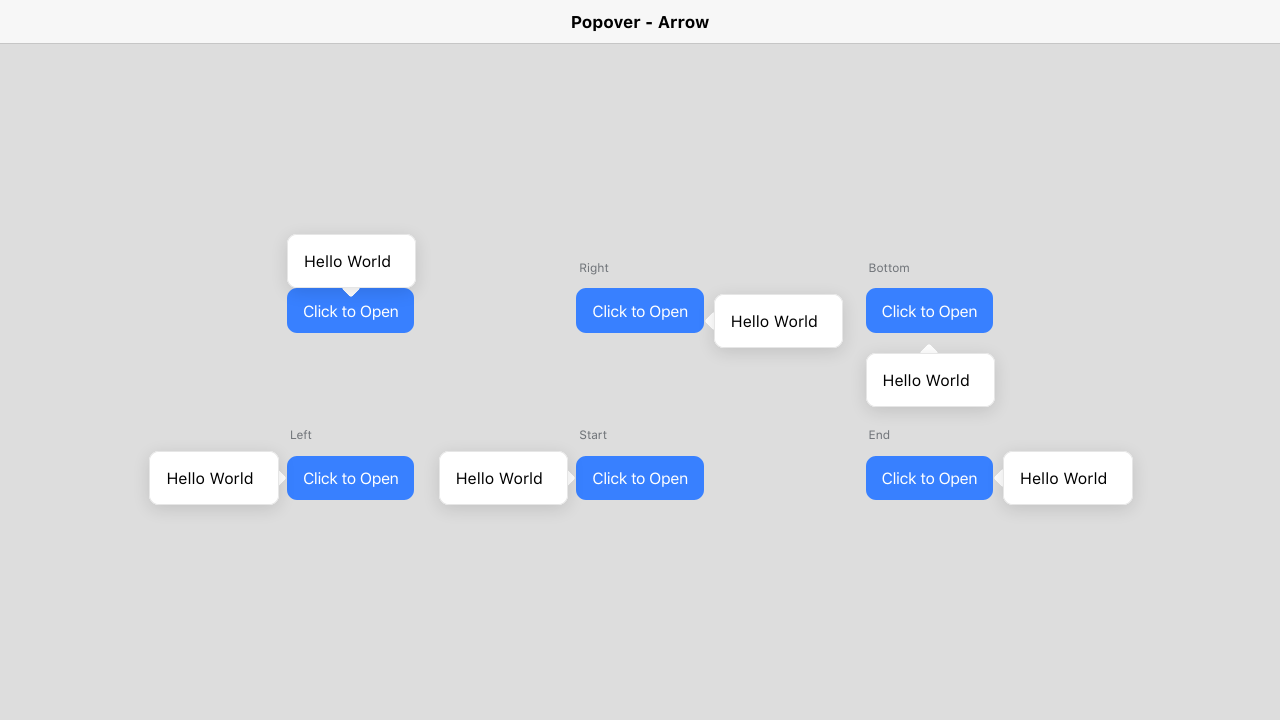 Popover - Arrow
Hello World
Click to Open
Right
Click to Open
Hello World
Bottom
Click to Open
Hello World
Left
Hello World
Click to Open
Start
Hello World
Click to Open
End
Click to Open
Hello World